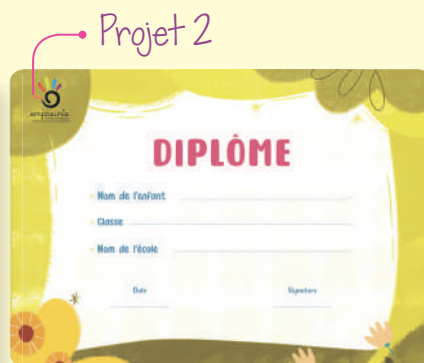 Projet 2
DIPLÔME
Nom de l'enfant
Classe
Nom de l'école
Date
Signature